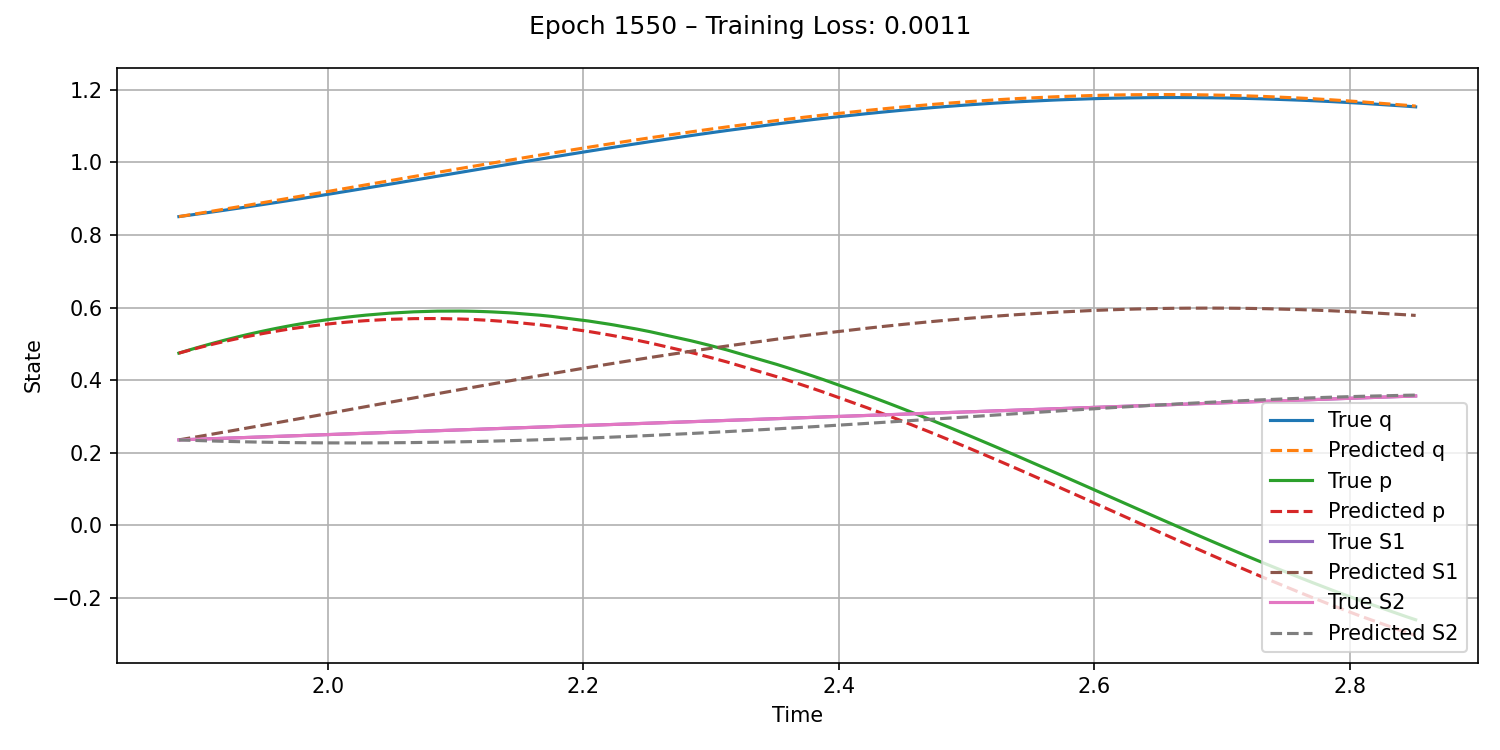 Epoch 1550 – Training Loss: 0.0011
1.2
1.0
0.8
0.6
0.4
0.2
0.0
−0.2
State
True q
Predicted q
True p
Predicted p
True S1
Predicted S1
True S2
Predicted S2
2.0 2.2 2.4 2.6 2.8
Time